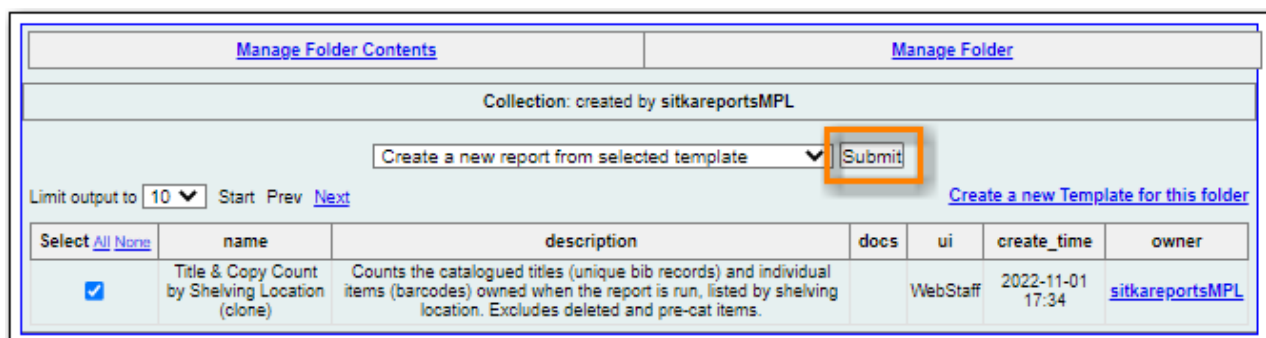 Manage Folder Contents Manage Folder
Collection: created by sitkareportsMPL
Create a new report from selected template Submit
Limit output to 10 Start Prev Next Create a new Template for this folder
Select All None name description docs ui create_time owner
Title & Copy Count by Shelving Location (clone) Counts the catalogued titles (unique bib records) and individual items (barcodes) owned when the report is run, listed by shelving location. Excludes deleted and pre-cat items. WebStaff 2022-11-01 17:34 sitkareportsMPL